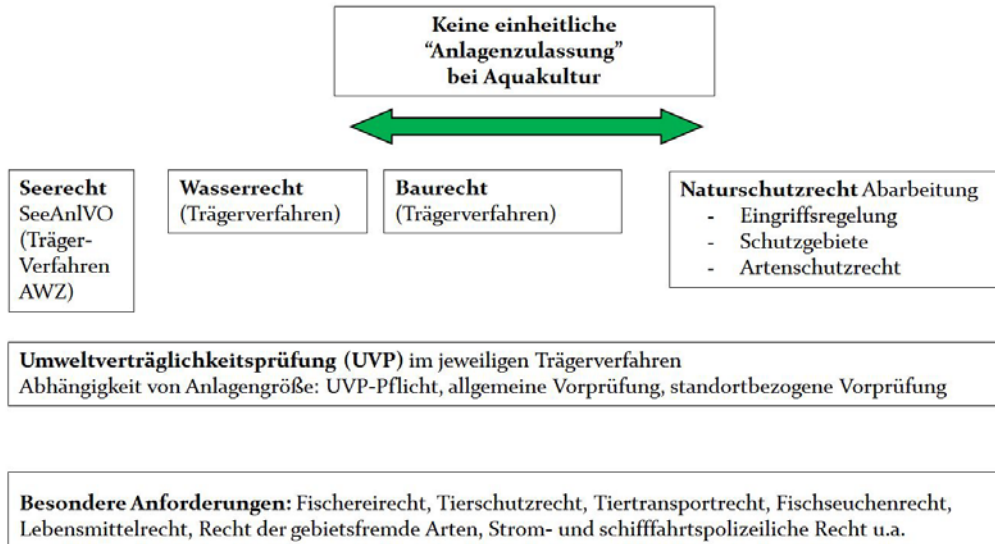 Keine einheitliche
“Anlagenzulassung”
bei Aquakultur
Seerecht
SeeAnlVO
(Träger-
Verfahren
AWZ)
Wasserrecht
(Trägerverfahren)
Baurecht
(Trägerverfahren)
Naturschutzrecht Abarbeitung
- Eingriffsregelung
- Schutzgebiete
- Artenschutzrecht
Umweltverträglichkeitsprüfung (UVP) im jeweiligen Trägerverfahren
Abhängigkeit von Anlagengröße: UVP-Pflicht, allgemeine Vorprüfung, standortbezogene Vorprüfung
Besondere Anforderungen: Fischereirecht, Tierschutzrecht, Tiertransportrecht, Fischseuchenrecht,
Lebensmittelrecht, Recht der gebietsfremde Arten, Strom- und schifffahrtspolizeiliche Recht u.a.